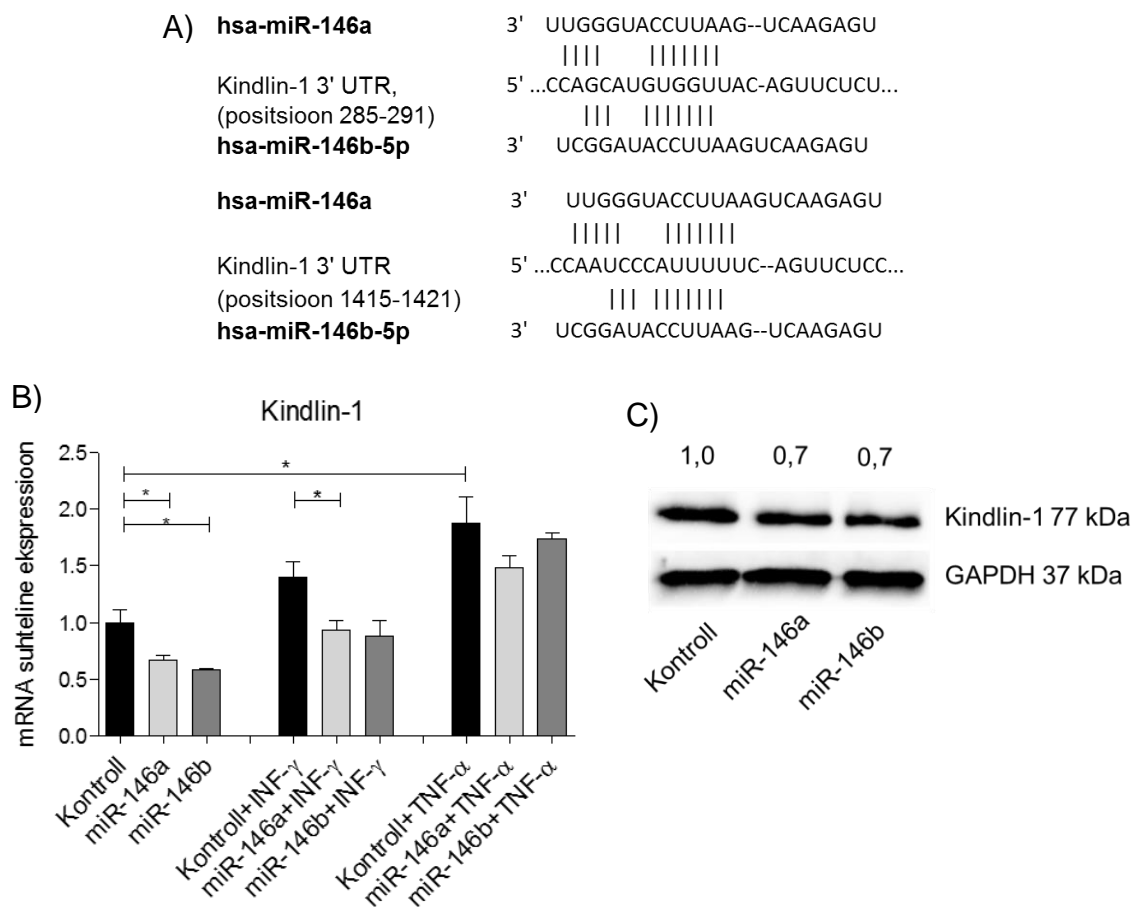 A) hsa-miR-146a 3' UUGGGUACCUUAAG--UCAAGAGU
|||| |||||||
Kindlin-1 3' UTR, 5' ...CCAGCAUGUGGUUAC-AGUUCUCU...
(positsioon 285-291) ||| |||||||
hsa-miR-146b-5p 3' UCGGAUACCUUAAGUCAAGAGU
hsa-miR-146a 3' UUGGGUACCUUAAGUCAAGAGU
||||| |||||||
Kindlin-1 3' UTR 5' ...CCAAUCCCAUUUUUC--AGUUCUCC...
(positsioon 1415-1421) ||| |||||||
hsa-miR-146b-5p 3' UCGGAUACCUUAAG--UCAAGAGU
B)
Kindlin-1
mRNA suhteline ekspressioon
2.5
2.0
1.5
1.0
0.5
0.0
*
*
*
*
Kontroll
miR-146a
miR-146b
Kontroll+INF-γ
miR-146a+INF-γ
miR-146b+INF-γ
Kontroll+TNF-α
miR-146a+TNF-α
miR-146b+TNF-α
C)
1,0 0,7 0,7
Kindlin-1 77 kDa
GAPDH 37 kDa
Kontroll
miR-146a
miR-146b